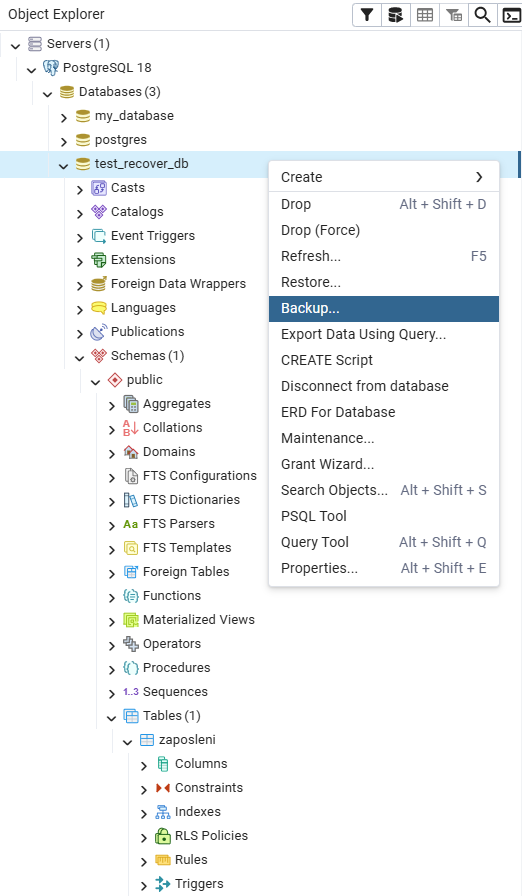 Object Explorer
Servers (1)
PostgreSQL 18
Databases (3)
my_database
postgres
test_recover_db
Casts
Catalogs
Event Triggers
Extensions
Foreign Data Wrappers
Languages
Publications
Schemas (1)
public
Aggregates
Collations
Domains
FTS Configurations
FTS Dictionaries
FTS Parsers
FTS Templates
Foreign Tables
Functions
Materialized Views
Operators
Procedures
1..3 Sequences
Tables (1)
zaposleni
Columns
Constraints
Indexes
RLS Policies
Rules
Triggers
Create
Drop Alt + Shift + D
Drop (Force)
Refresh... F5
Restore...
Backup...
Export Data Using Query...
CREATE Script
Disconnect from database
ERD For Database
Maintenance...
Grant Wizard...
Search Objects... Alt + Shift + S
PSQL Tool
Query Tool Alt + Shift + Q
Properties... Alt + Shift + E